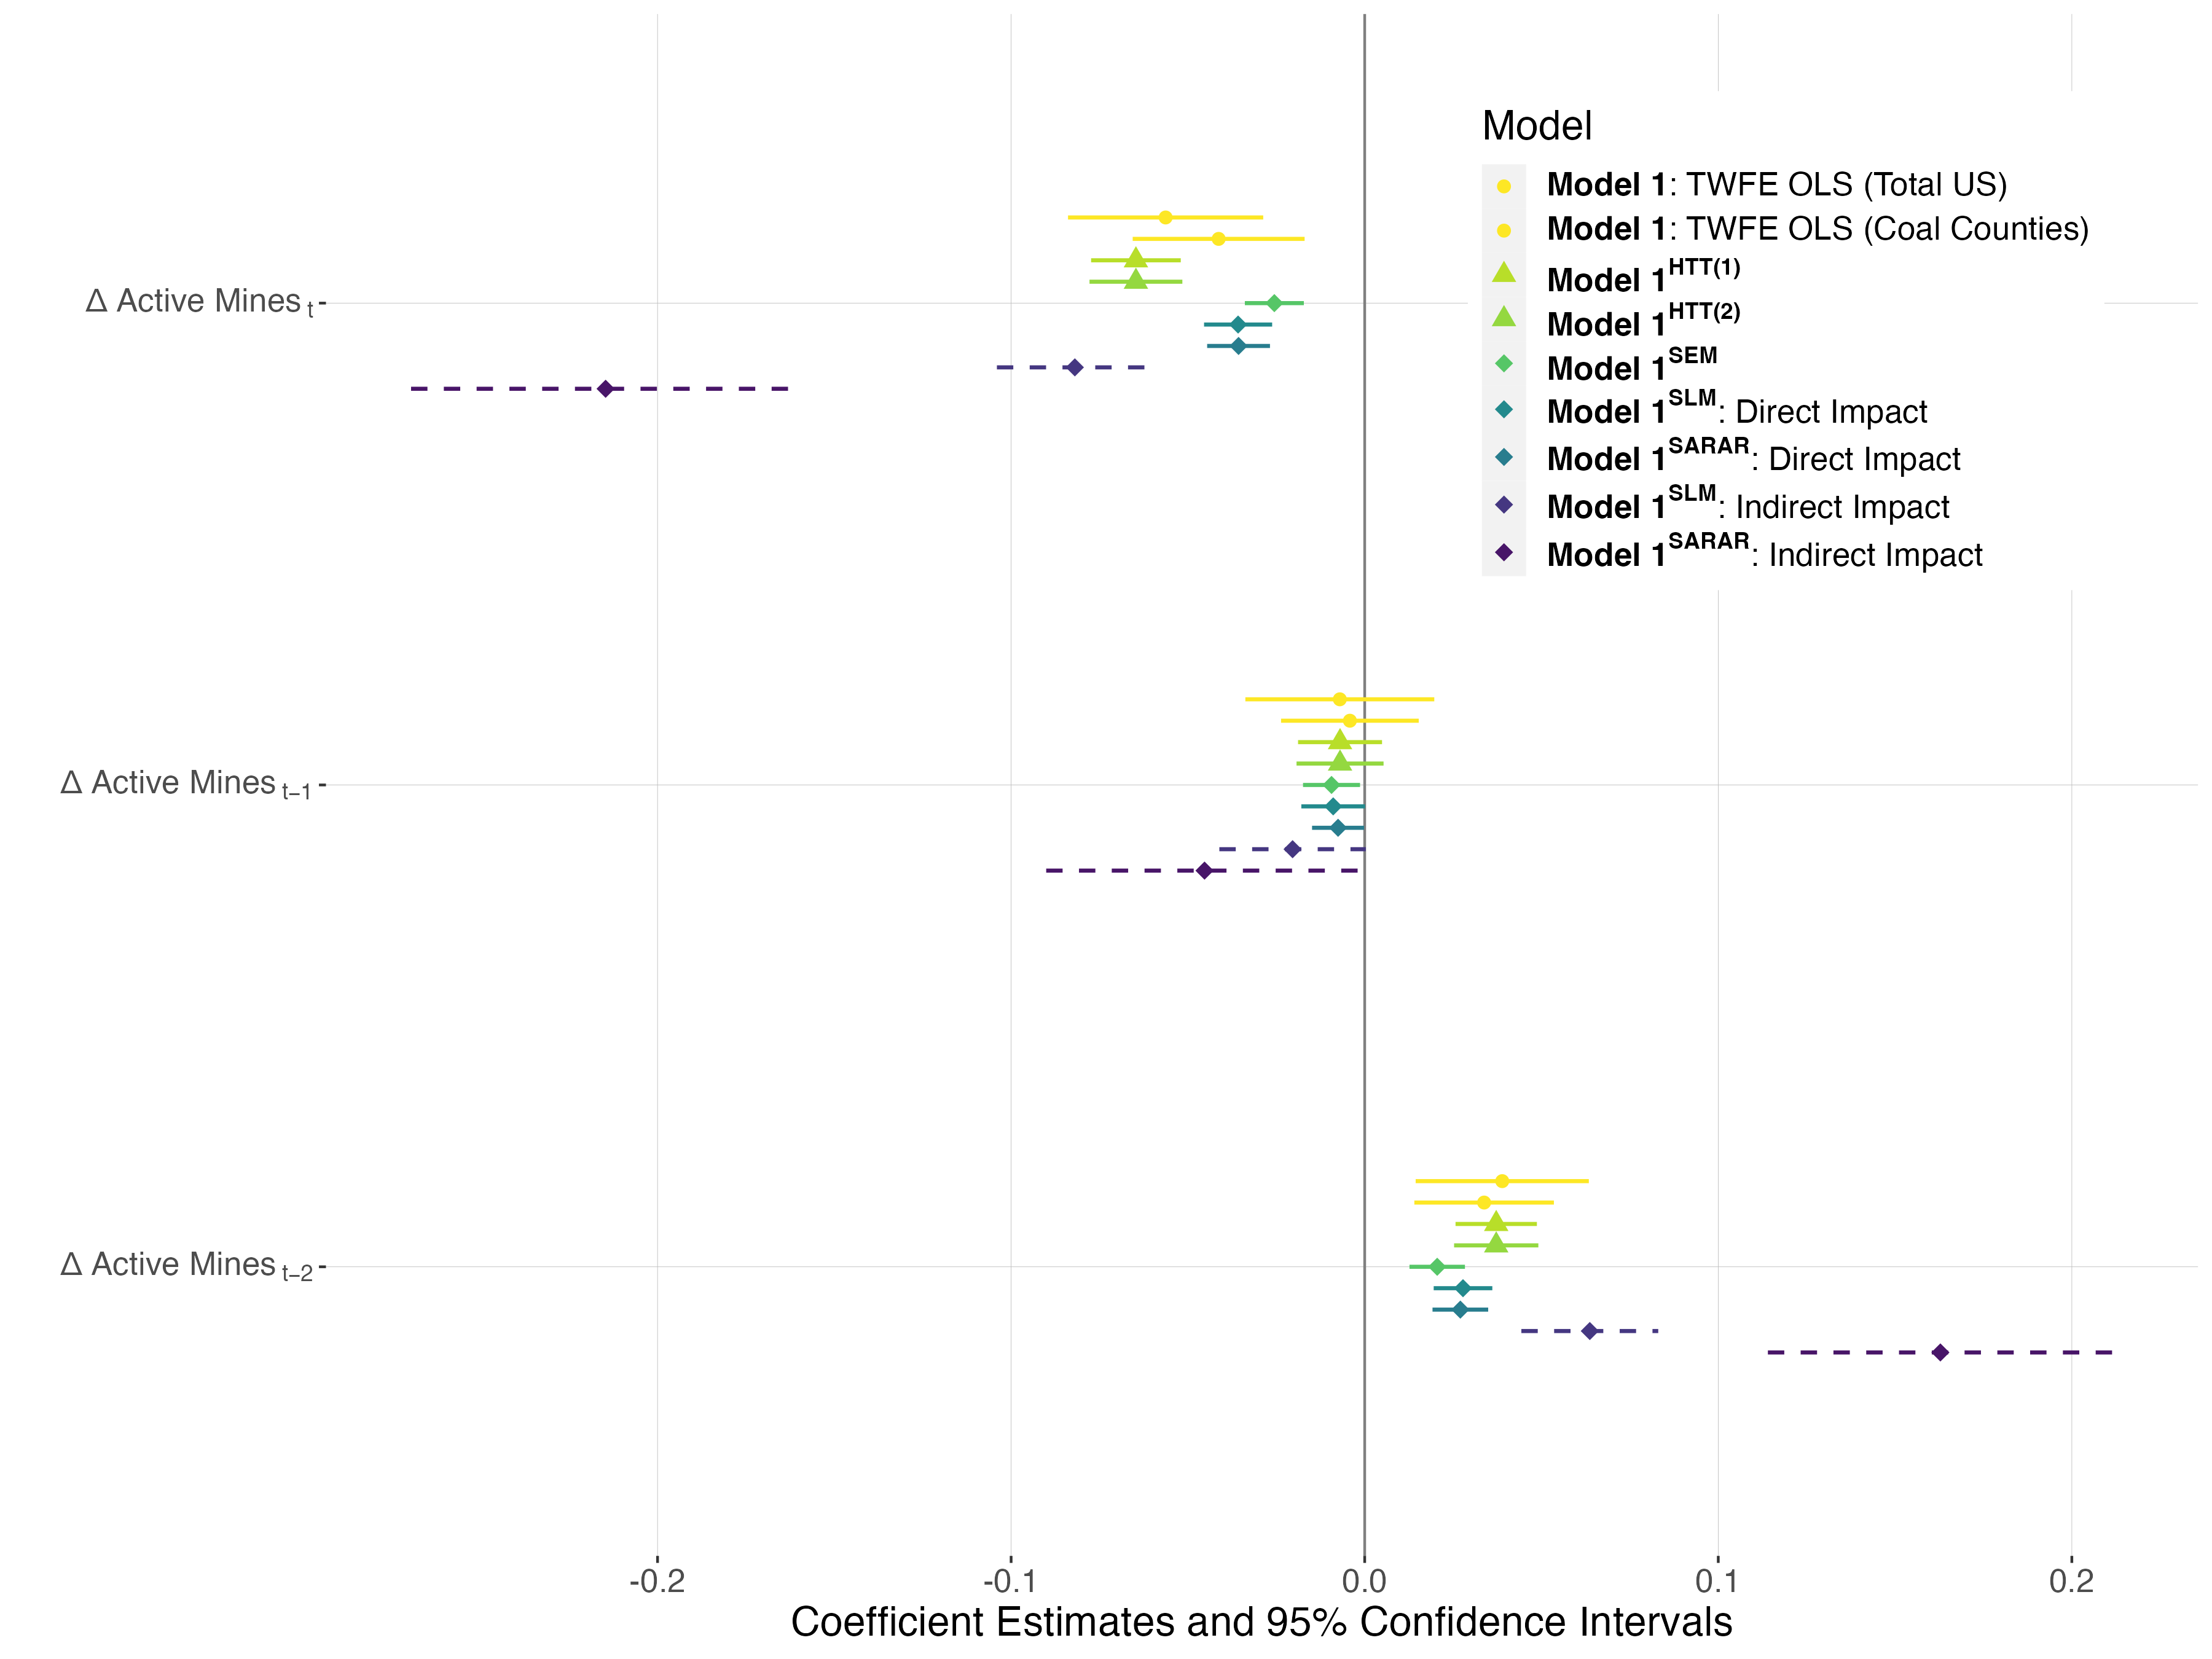 Model
Model 1: TWFE OLS (Total US)
Model 1: TWFE OLS (Coal Counties)
Model 1HTT(1)
Model 1HTT(2)
Model 1SEM
Model 1SLM: Direct Impact
Model 1SARAR: Direct Impact
Model 1SLM: Indirect Impact
Model 1SARAR: Indirect Impact
Δ Active Mines t
Δ Active Mines t−1
Δ Active Mines t−2
-0.2 -0.1 0.0 0.1 0.2
Coefficient Estimates and 95% Confidence Intervals